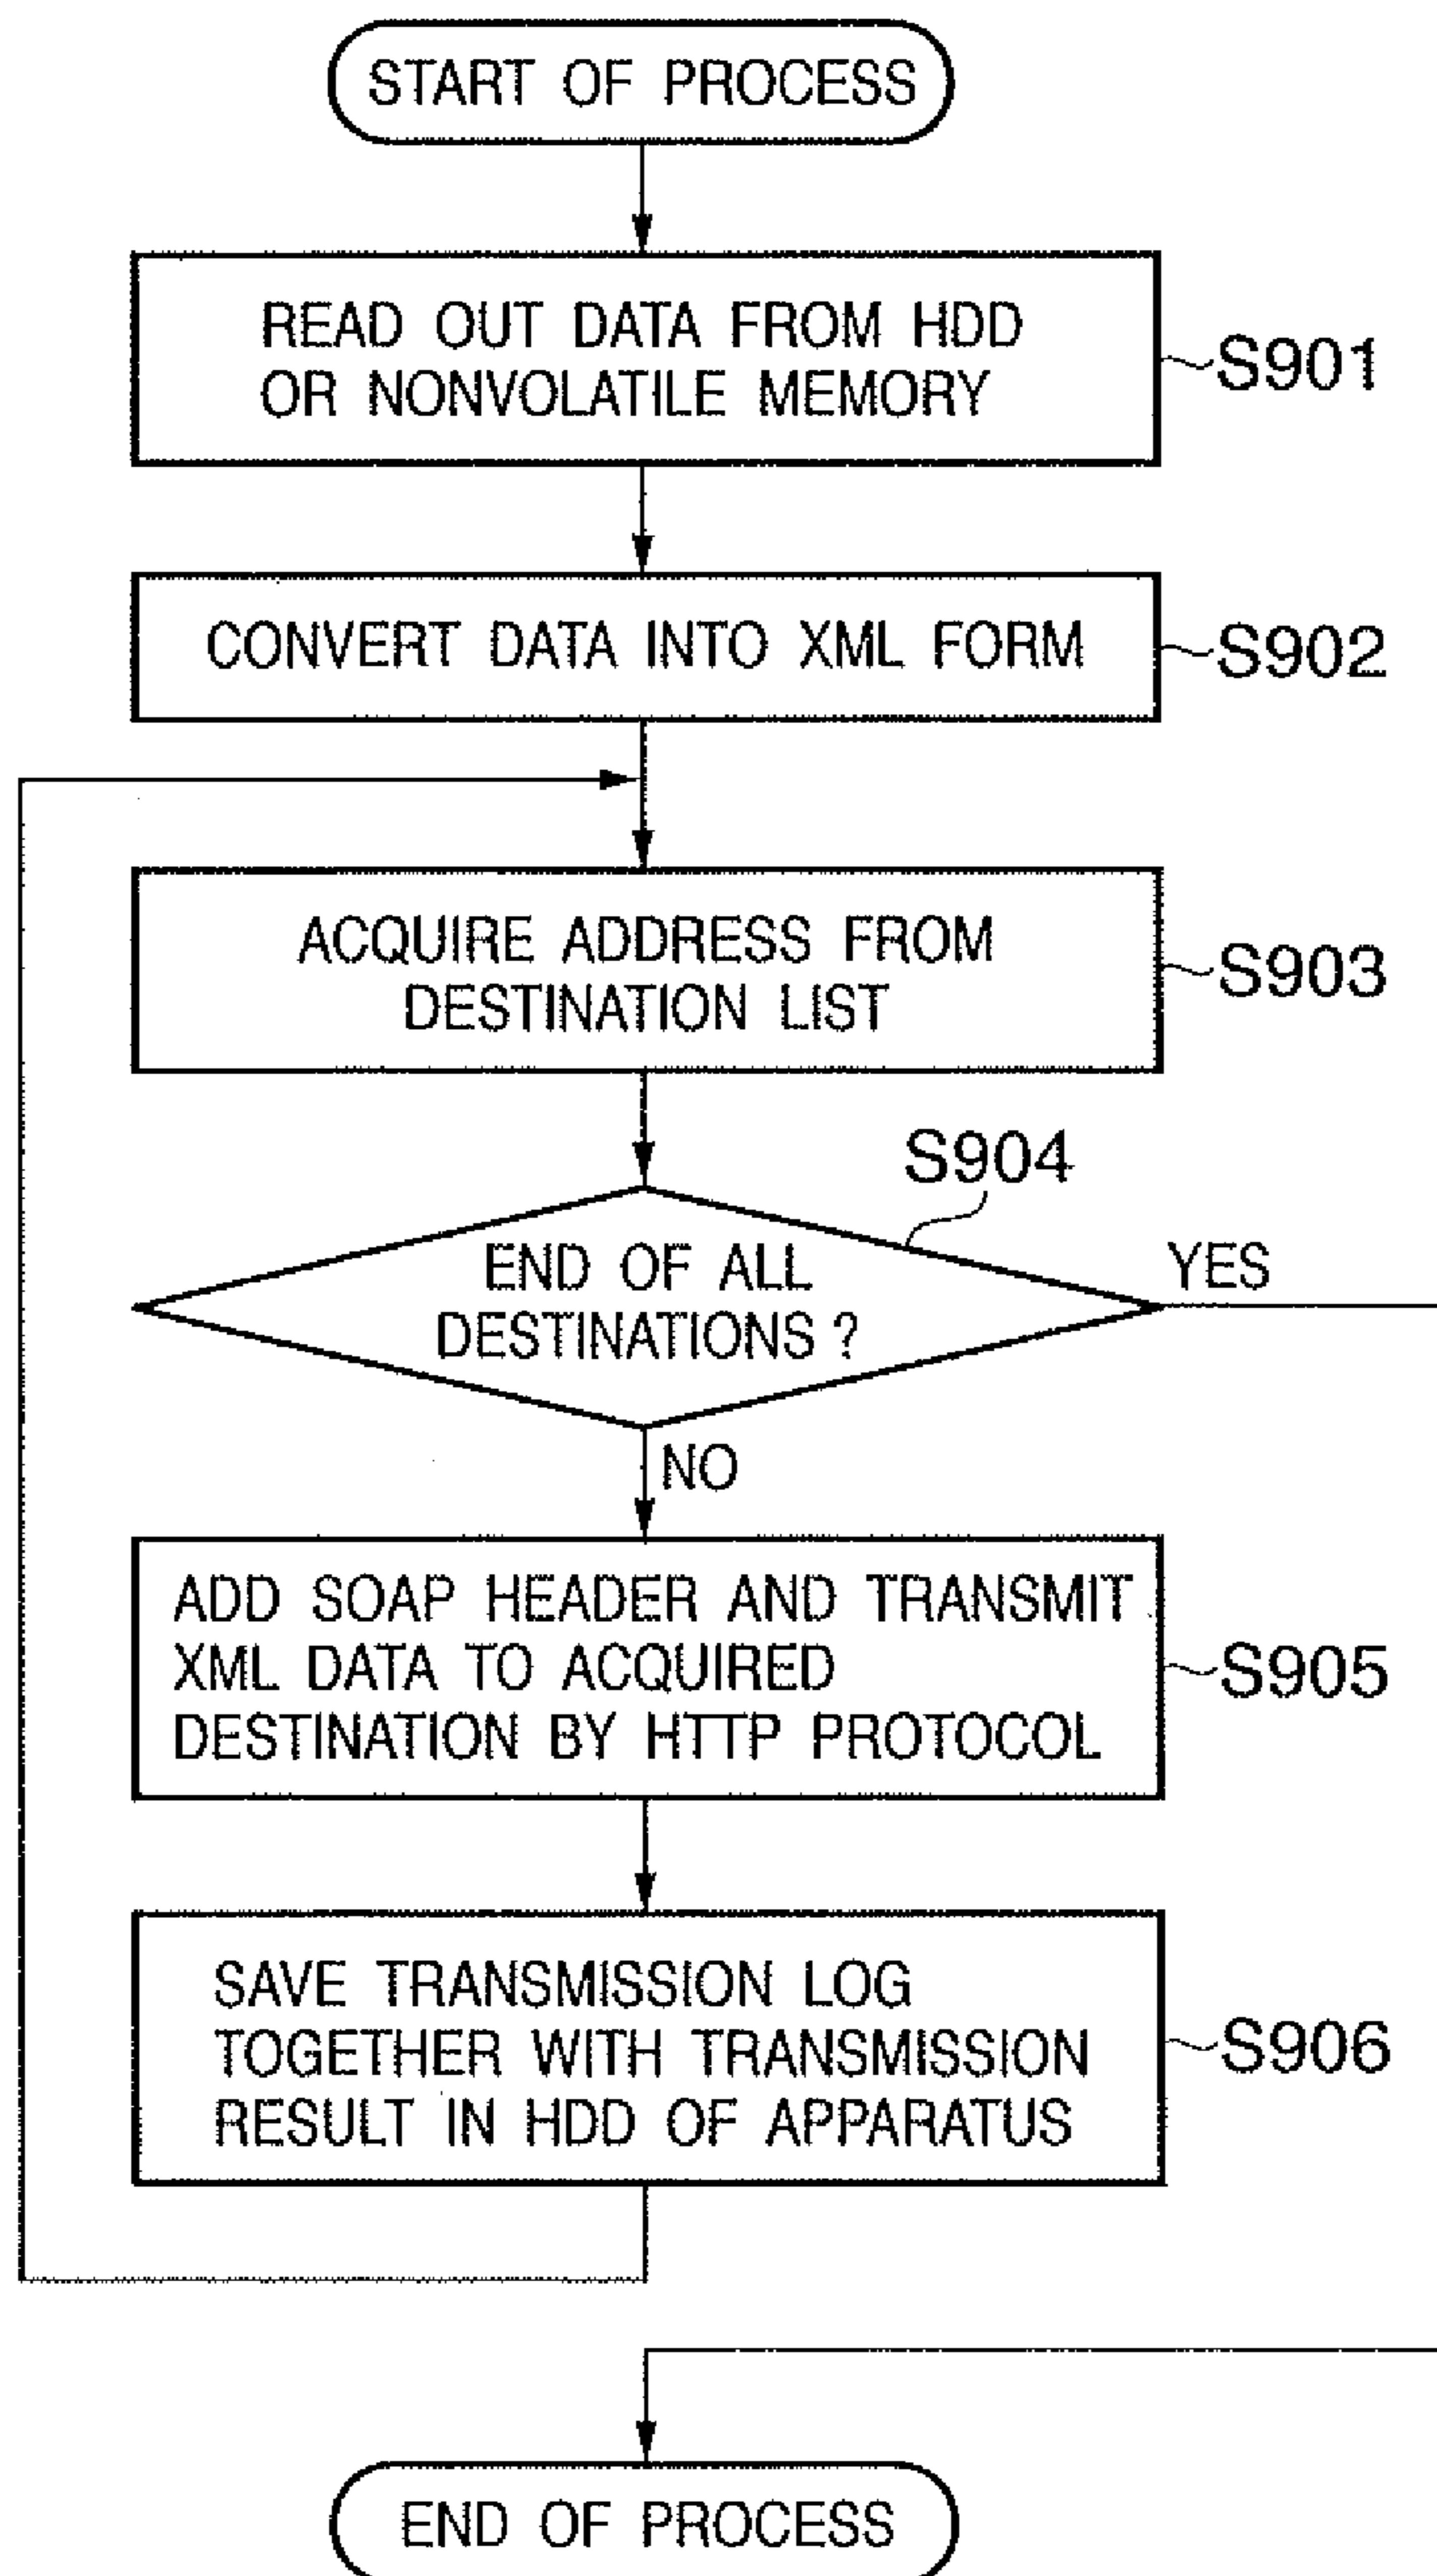 START OF PROCESS
READ OUT DATA FROM HDD
OR NONVOLATILE MEMORY
S901
CONVERT DATA INTO XML FORM
S902
ACQUIRE ADDRESS FROM
DESTINATION LIST
S903
S904
END OF ALL
DESTINATIONS ?
YES
NO
ADD SOAP HEADER AND TRANSMIT
XML DATA TO ACQUIRED
DESTINATION BY HTTP PROTOCOL
S905
SAVE TRANSMISSION LOG
TOGETHER WITH TRANSMISSION
RESULT IN HDD OF APPARATUS
S906
END OF PROCESS